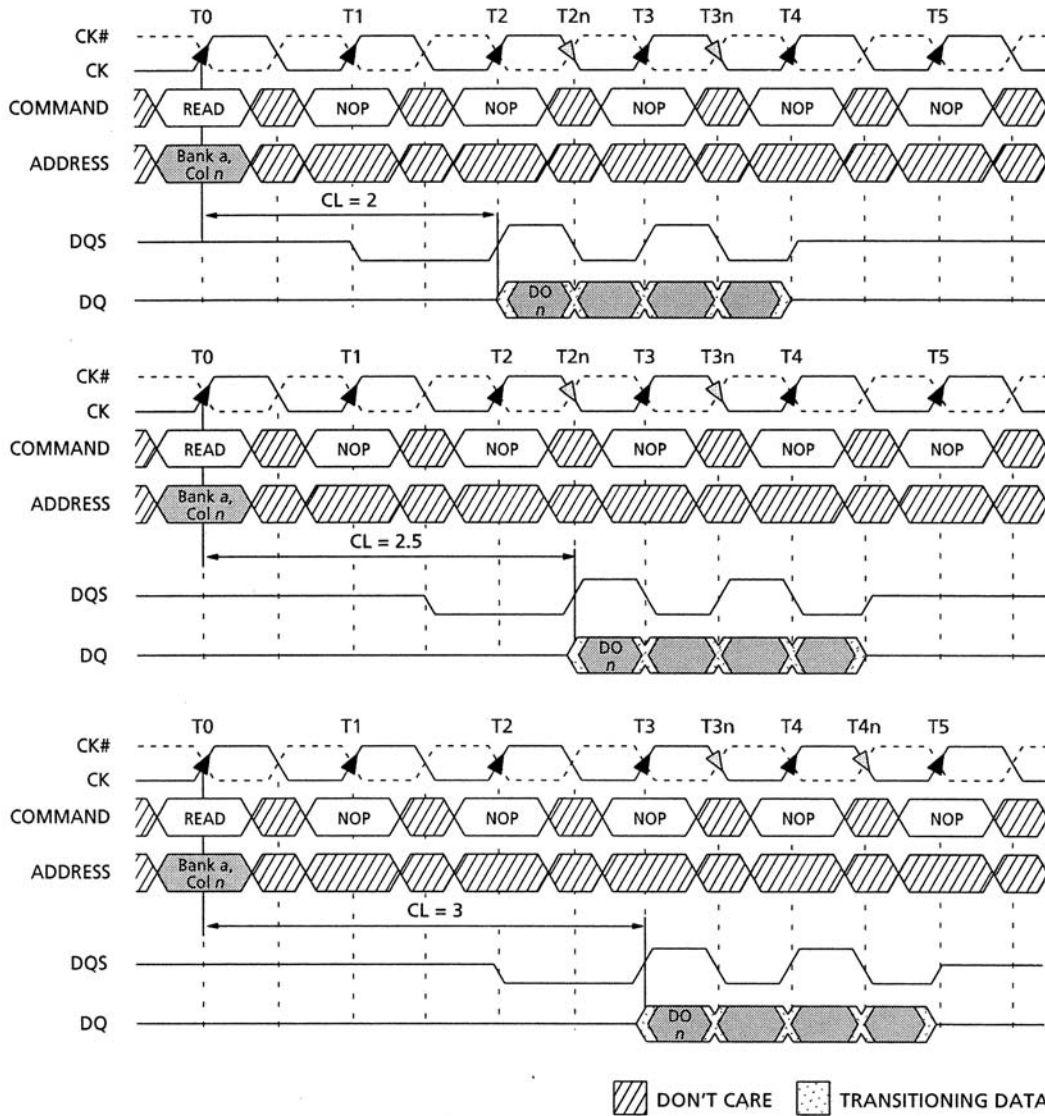 T0 T1 T2 T2n T3 T3n T4 T5
CK#
CK
COMMAND READ NOP NOP NOP NOP NOP
ADDRESS Bank a,
Col n
CL = 2
DQS
DQ DO
n
T0 T1 T2 T2n T3 T3n T4 T5
CK#
CK
COMMAND READ NOP NOP NOP NOP NOP
ADDRESS Bank a,
Col n
CL = 2.5
DQS
DQ DO
n
T0 T1 T2 T3 T3n T4 T4n T5
CK#
CK
COMMAND READ NOP NOP NOP NOP NOP
ADDRESS Bank a,
Col n
CL = 3
DQS
DQ DO
n
DON'T CARE TRANSITIONING DATA